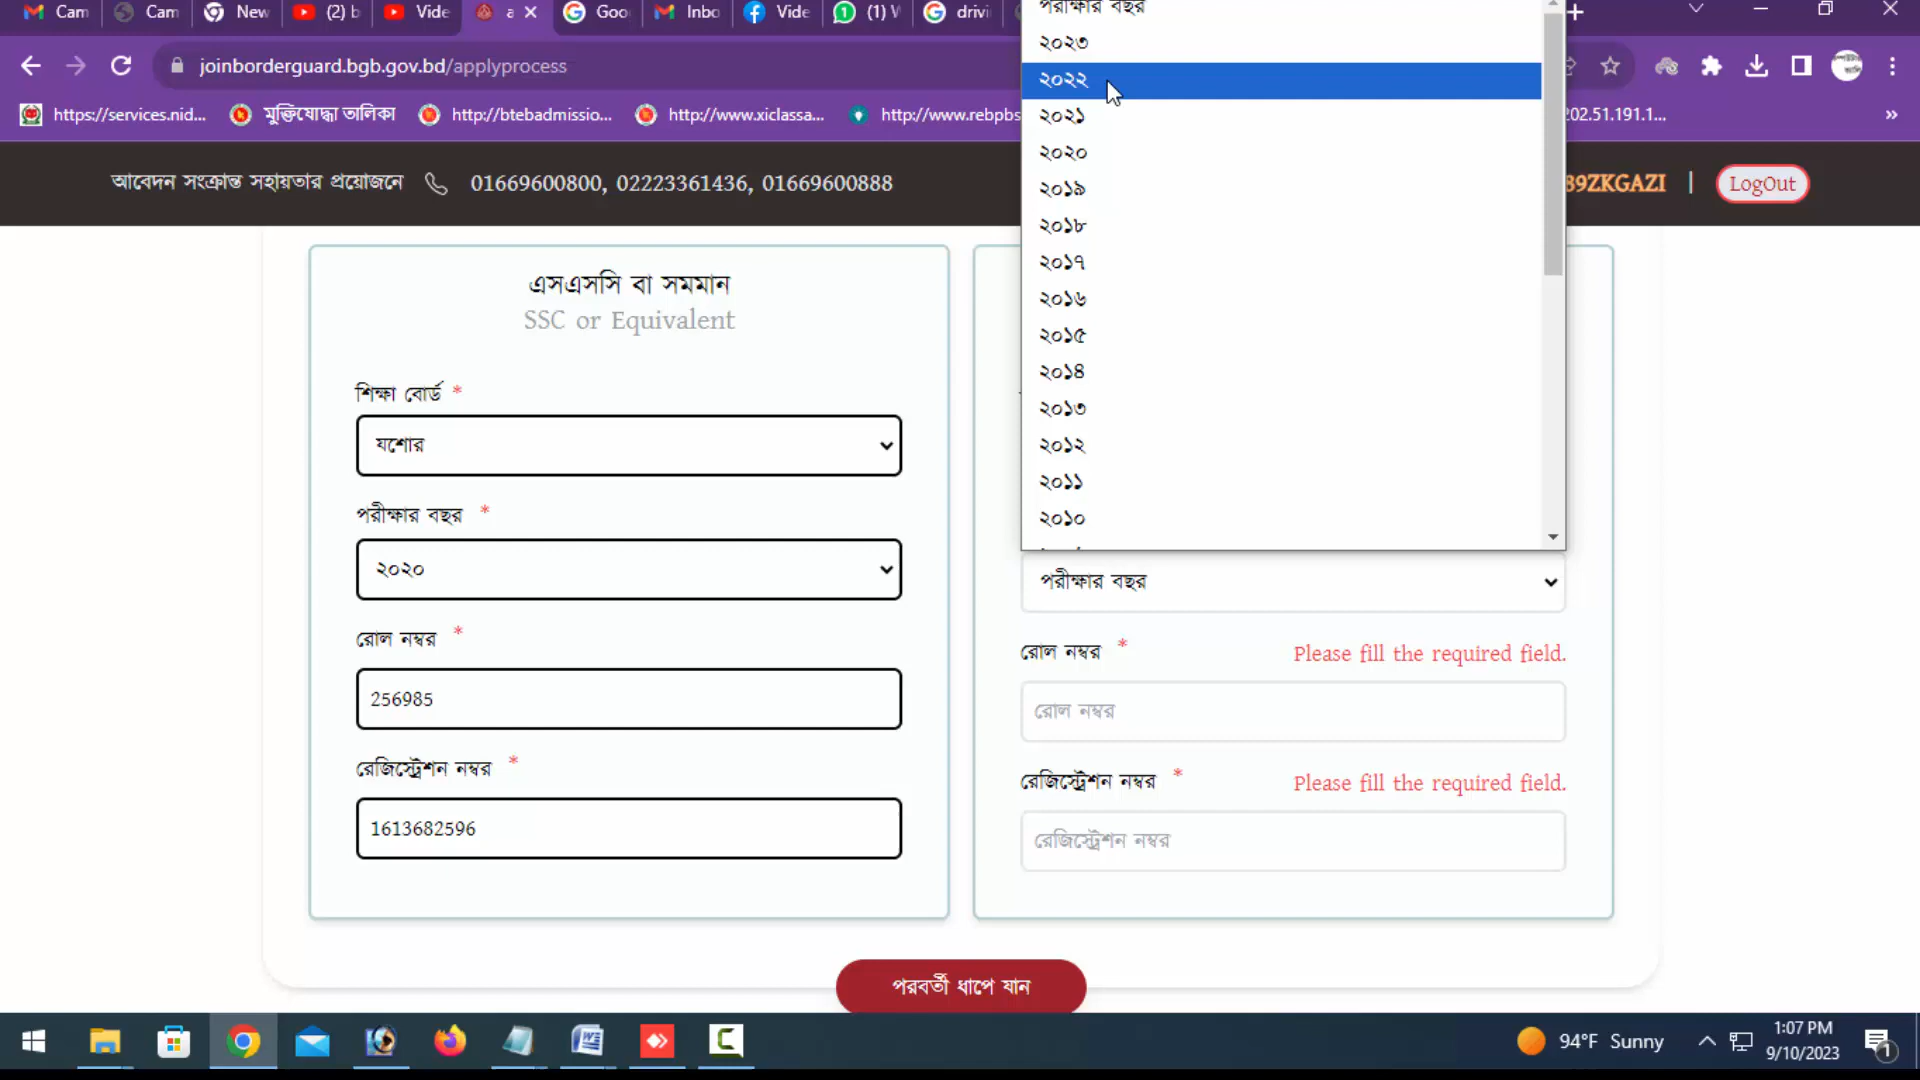 Cam
Cam
New
(2) b
Vide
a
Goo
Inbo
Vide
(1) V
drivi
joinborderguard.bgb.gov.bd/applyprocess
https://services.nid...
মুক্তিযোদ্ধা তালিকা
http://btebadmissio...
http://www.xiclassa...
http://www.rebpbs
202.51.191.1...
আবেদন সংক্রান্ত সহায়তার প্রয়োজনে
01669600800, 02223361436, 01669600888
39ZKGAZI
|
LogOut
এসএসসি বা সমমান
SSC or Equivalent
শিক্ষা বোর্ড *
যশোর
পরীক্ষার বছর *
২০২০
রোল নম্বর *
256985
রেজিস্ট্রেশন নম্বর *
1613682596
পরীক্ষার বছর
২০২৩
২০২২
২০২১
২০২০
২০১৯
২০১৮
২০১৭
২০১৬
২০১৫
২০১৪
২০১৩
২০১২
২০১১
২০১০
পরীক্ষার বছর
রোল নম্বর * Please fill the required field.
রোল নম্বর
রেজিস্ট্রেশন নম্বর * Please fill the required field.
রেজিস্ট্রেশন নম্বর
পরবর্তী ধাপে যান
94°F Sunny
1:07 PM
9/10/2023
1